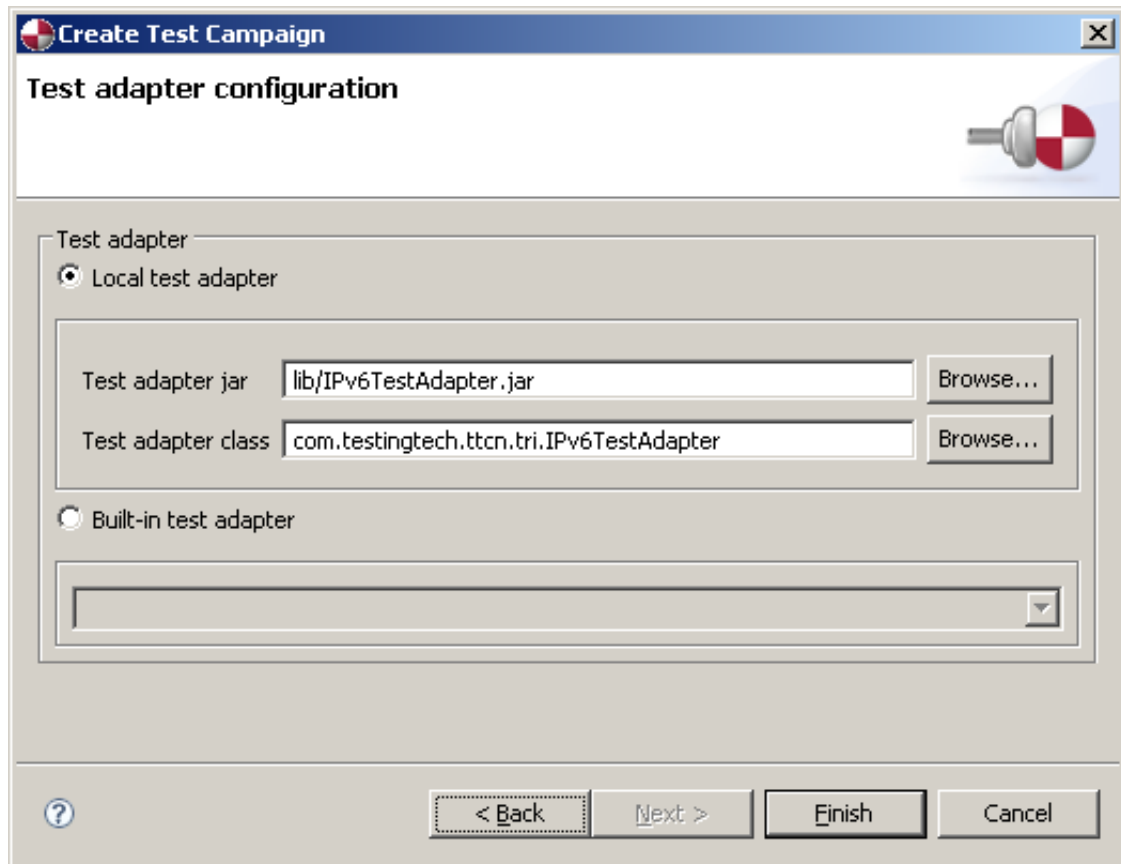 Create Test Campaign
Test adapter configuration
Test adapter
Local test adapter
Test adapter jar lib/IPv6TestAdapter.jar Browse...
Test adapter class com.testingtech.ttcn.tri.IPv6TestAdapter Browse...
Built-in test adapter
? < Back Next > Finish Cancel